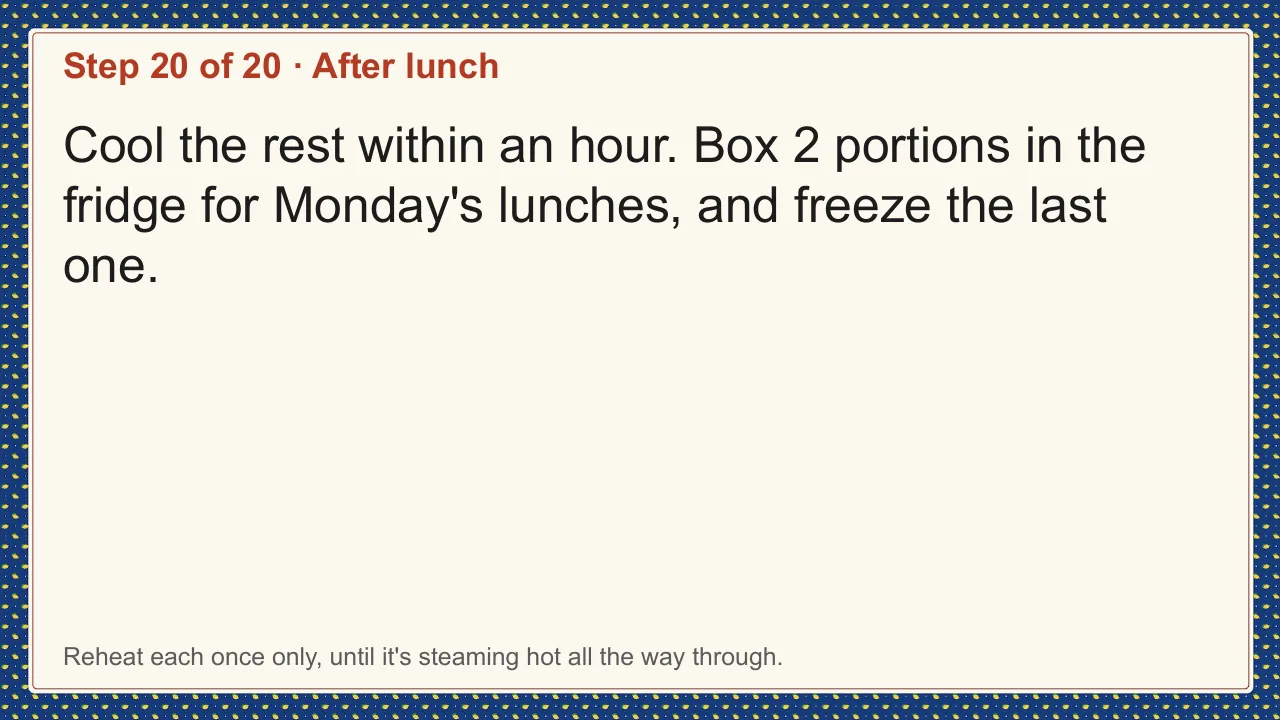 Step 20 of 20 · After lunch
Cool the rest within an hour. Box 2 portions in the
fridge for Monday's lunches, and freeze the last
one.
Reheat each once only, until it's steaming hot all the way through.